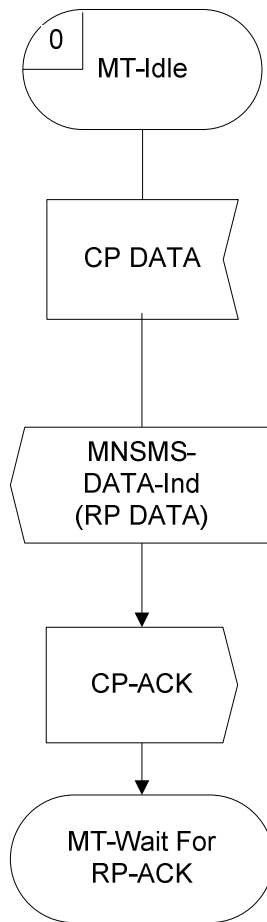 0
MT-Idle
CP DATA
MNSMS-
DATA-Ind
(RP DATA)
CP-ACK
MT-Wait For
RP-ACK